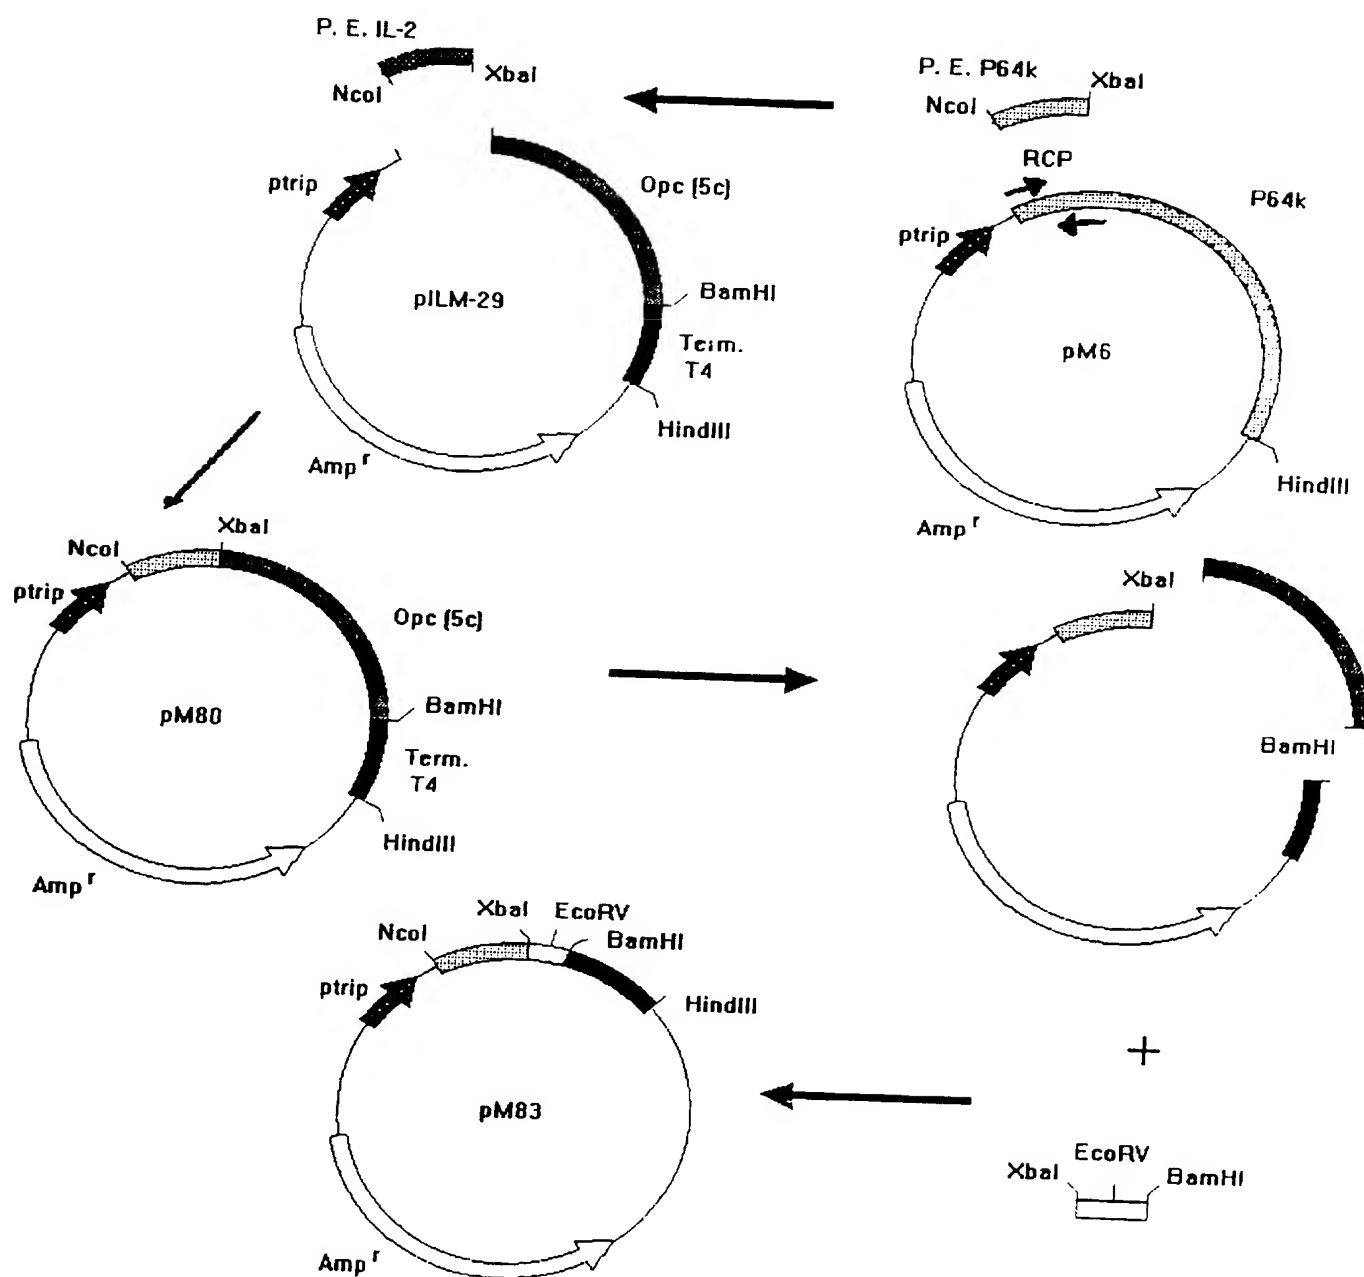 P. E. IL-2
NcoI
XbaI
ptrip
Opc (5c)
pILM-29
BamHI
Term.
T4
HindIII
Amp r
P. E. P64k
XbaI
NcoI
RCP
P64k
ptrip
pM6
HindIII
Amp r
XbaI
NcoI
ptrip
Opc (5c)
pM80
BamHI
Term.
T4
HindIII
Amp r
XbaI
BamHI
+
XbaI
EcoRV
BamHI
XbaI
EcoRV
NcoI
BamHI
ptrip
HindIII
pM83
Amp r